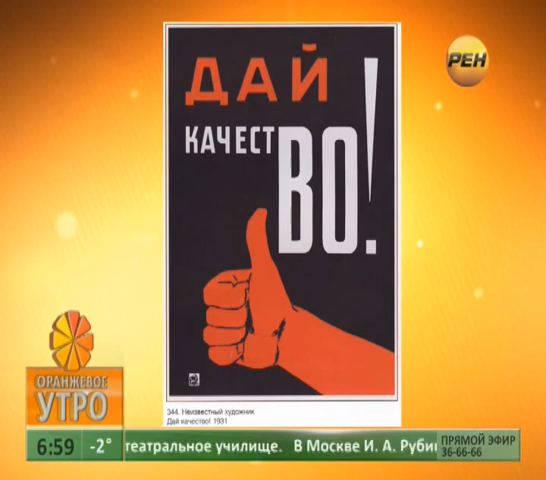 ДАЙ
КАЧЕСТ
ВО!
РЕН
344. Неизвестный художник
Дай качество! 1931
ОРАНЖЕВОЕ
УТРО
6:59 -2° театральное училище. В Москве И. А. Руби
ПРЯМОЙ ЭФИР
36-66-66